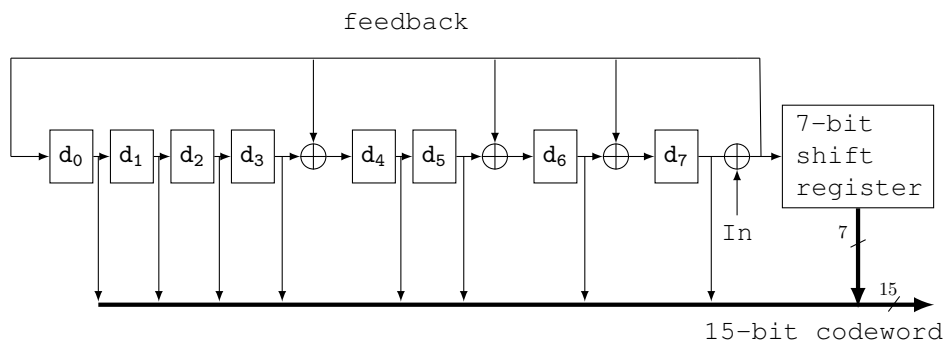 feedback
d0 d1 d2 d3 d4 d5 d6 d7
7-bit
shift
register
In
7
15
15-bit codeword